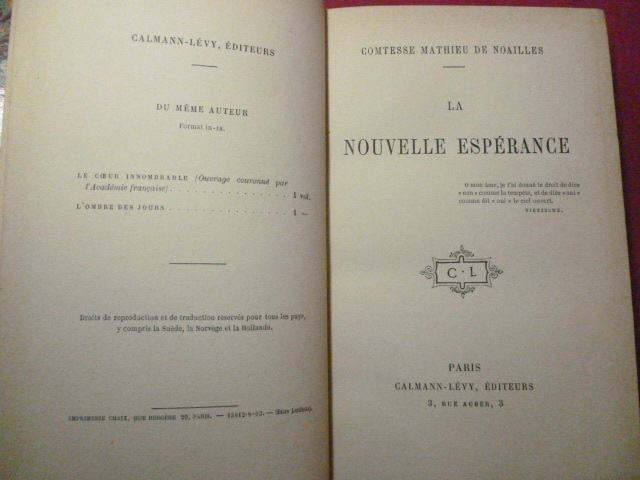 CALMANN-LÉVY, ÉDITEURS
DU MÊME AUTEUR
Format in-18.
LE CŒUR INNOMBRABLE (Ouvrage couronné par
l'Académie française). . . . . . . . . . . . . . . . 1 vol.
L'OMBRE DES JOURS . . . . . . . . . . . . . . . . 1 —
Droits de reproduction et de traduction réservés pour tous les pays,
y compris la Suède, la Norvège et la Hollande.
IMPRIMERIE CHAIX, RUE BERGÈRE 20, PARIS. —
COMTESSE MATHIEU DE NOAILLES
LA
NOUVELLE ESPÉRANCE
O mon âme, je t'ai donné le droit de dire
« non » comme la tempête, et de dire « oui »
comme dit « oui » le ciel ouvert.
NIETZSCHE.
C·L
PARIS
CALMANN-LÉVY, ÉDITEURS
3, RUE AUBER, 3